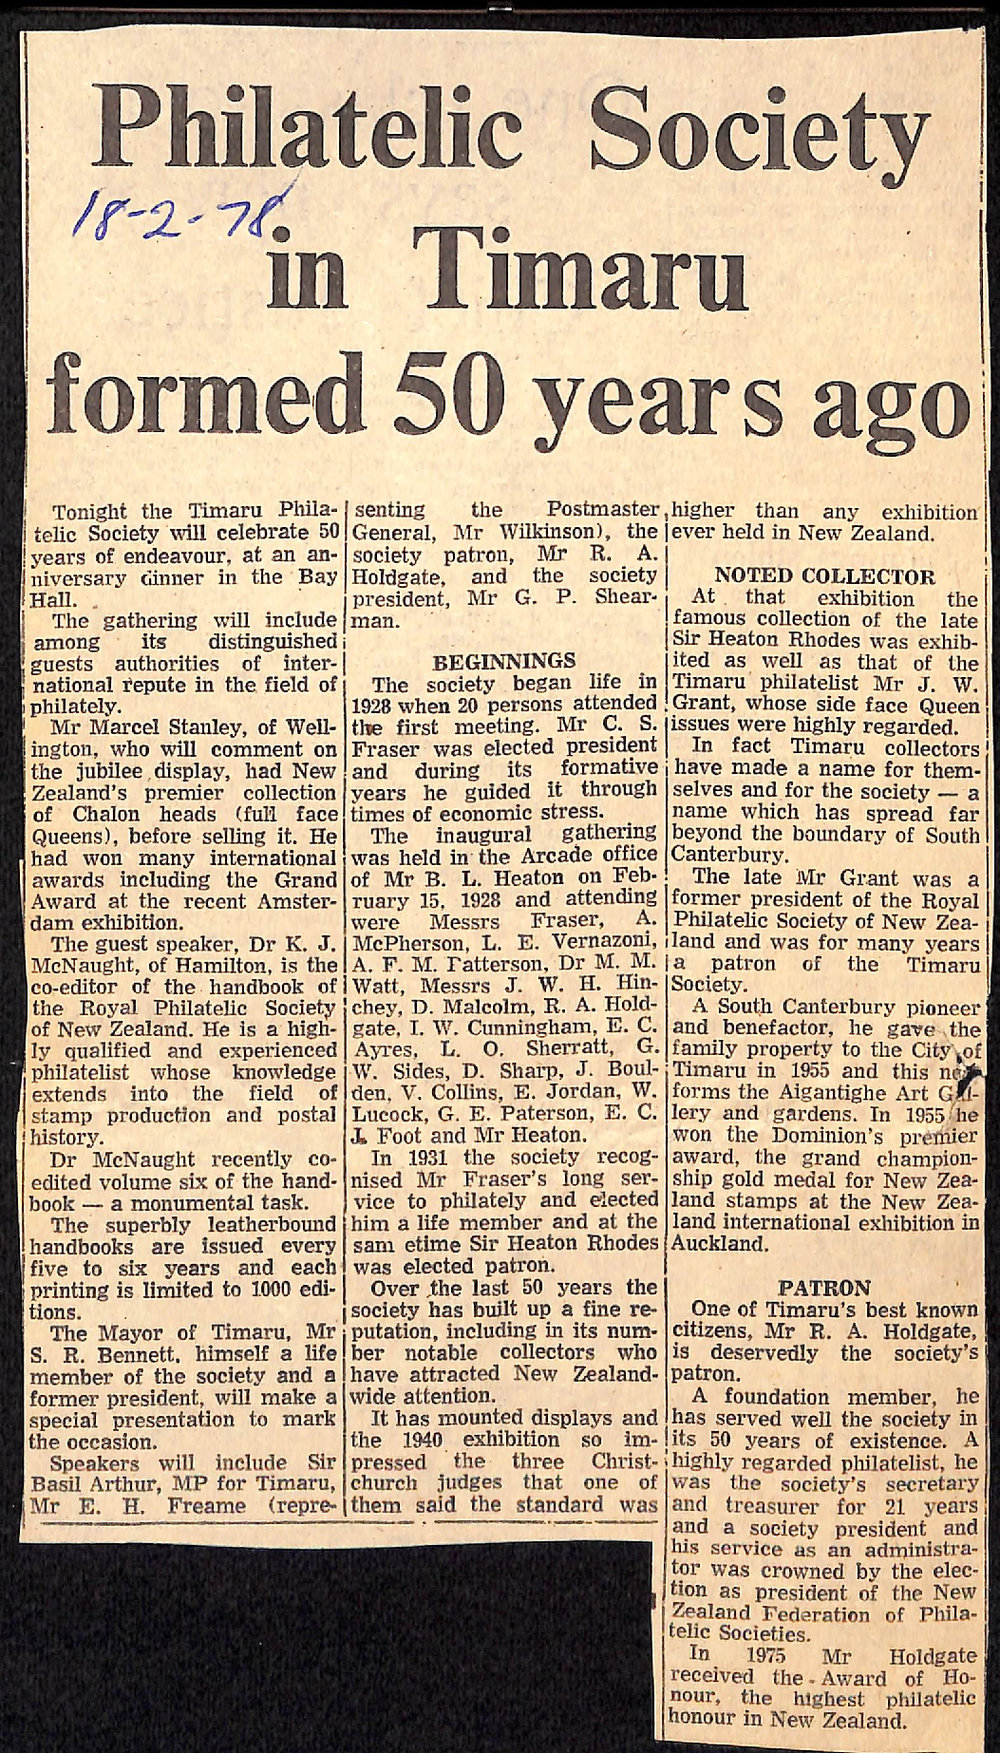 Philatelic Society
18-2-78
in Timaru
formed 50 years ago
Tonight the Timaru Phila-
telic Society will celebrate 50
years of endeavour, at an an-
niversary dinner in the Bay
Hall.
The gathering will include
among its distinguished
guests authorities of inter-
national repute in the field of
philately.
Mr Marcel Stanley, of Well-
ington, who will comment on
the jubilee display, had New
Zealand's premier collection
of Chalon heads (full face
Queens), before selling it. He
had won many international
awards including the Grand
Award at the recent Amster-
dam exhibition.
The guest speaker, Dr K. J.
McNaught, of Hamilton, is the
co-editor of the handbook of
the Royal Philatelic Society
of New Zealand. He is a high-
ly qualified and experienced
philatelist whose knowledge
extends into the field of
stamp production and postal
history.
Dr McNaught recently co-
edited volume six of the hand-
book — a monumental task.
The superbly leatherbound
handbooks are issued every
five to six years and each
printing is limited to 1000 edi-
tions.
The Mayor of Timaru, Mr
S. R. Bennett, himself a life
member of the society and a
former president, will make a
special presentation to mark
the occasion.
Speakers will include Sir
Basil Arthur, MP for Timaru,
Mr E. H. Freame (repre-
senting the Postmaster
General, Mr Wilkinson), the
society patron, Mr R. A.
Holdgate, and the society
president, Mr G. P. Shear-
man.
BEGINNINGS
The society began life in
1928 when 20 persons attended
the first meeting. Mr C. S.
Fraser was elected president
and during its formative
years he guided it through
times of economic stress.
The inaugural gathering
was held in the Arcade office
of Mr B. L. Heaton on Feb-
ruary 15, 1928 and attending
were Messrs Fraser, A.
McPherson, L. E. Vernazoni,
A. F. M. Patterson, Dr M. M.
Watt, Messrs J. W. H. Hin-
chey, D. Malcolm, R. A. Hold-
gate, I. W. Cunningham, E. C.
Ayres, L. O. Sherratt, G.
W. Sides, D. Sharp, J. Boul-
den, V. Collins, E. Jordan, W.
Lucock, G. E. Paterson, E. C.
J. Foot and Mr Heaton.
In 1931 the society recog-
nised Mr Fraser's long ser-
vice to philately and elected
him a life member and at the
sam etime Sir Heaton Rhodes
was elected patron.
Over the last 50 years the
society has built up a fine re-
putation, including in its num-
ber notable collectors who
have attracted New Zealand-
wide attention.
It has mounted displays and
the 1940 exhibition so im-
pressed the three Christ-
church judges that one of
them said the standard was
higher than any exhibition
ever held in New Zealand.
NOTED COLLECTOR
At that exhibition the
famous collection of the late
Sir Heaton Rhodes was exhib-
ited as well as that of the
Timaru philatelist Mr J. W.
Grant, whose side face Queen
issues were highly regarded.
In fact Timaru collectors
have made a name for them-
selves and for the society — a
name which has spread far
beyond the boundary of South
Canterbury.
The late Mr Grant was a
former president of the Royal
Philatelic Society of New Zea-
land and was for many years
a patron of the Timaru
Society.
A South Canterbury pioneer
and benefactor, he gave the
family property to the City of
Timaru in 1955 and this now
forms the Aigantighe Art Gal-
lery and gardens. In 1955 he
won the Dominion's premier
award, the grand champion-
ship gold medal for New Zea-
land stamps at the New Zea-
land international exhibition in
Auckland.
PATRON
One of Timaru's best known
citizens, Mr R. A. Holdgate,
is deservedly the society's
patron.
A foundation member, he
has served well the society in
its 50 years of existence. A
highly regarded philatelist, he
was the society's secretary
and treasurer for 21 years
and a society president and
his service as an administra-
tor was crowned by the elec-
tion as president of the New
Zealand Federation of Phila-
telic Societies.
In 1975 Mr Holdgate
received the Award of Ho-
nour, the highest philatelic
honour in New Zealand.